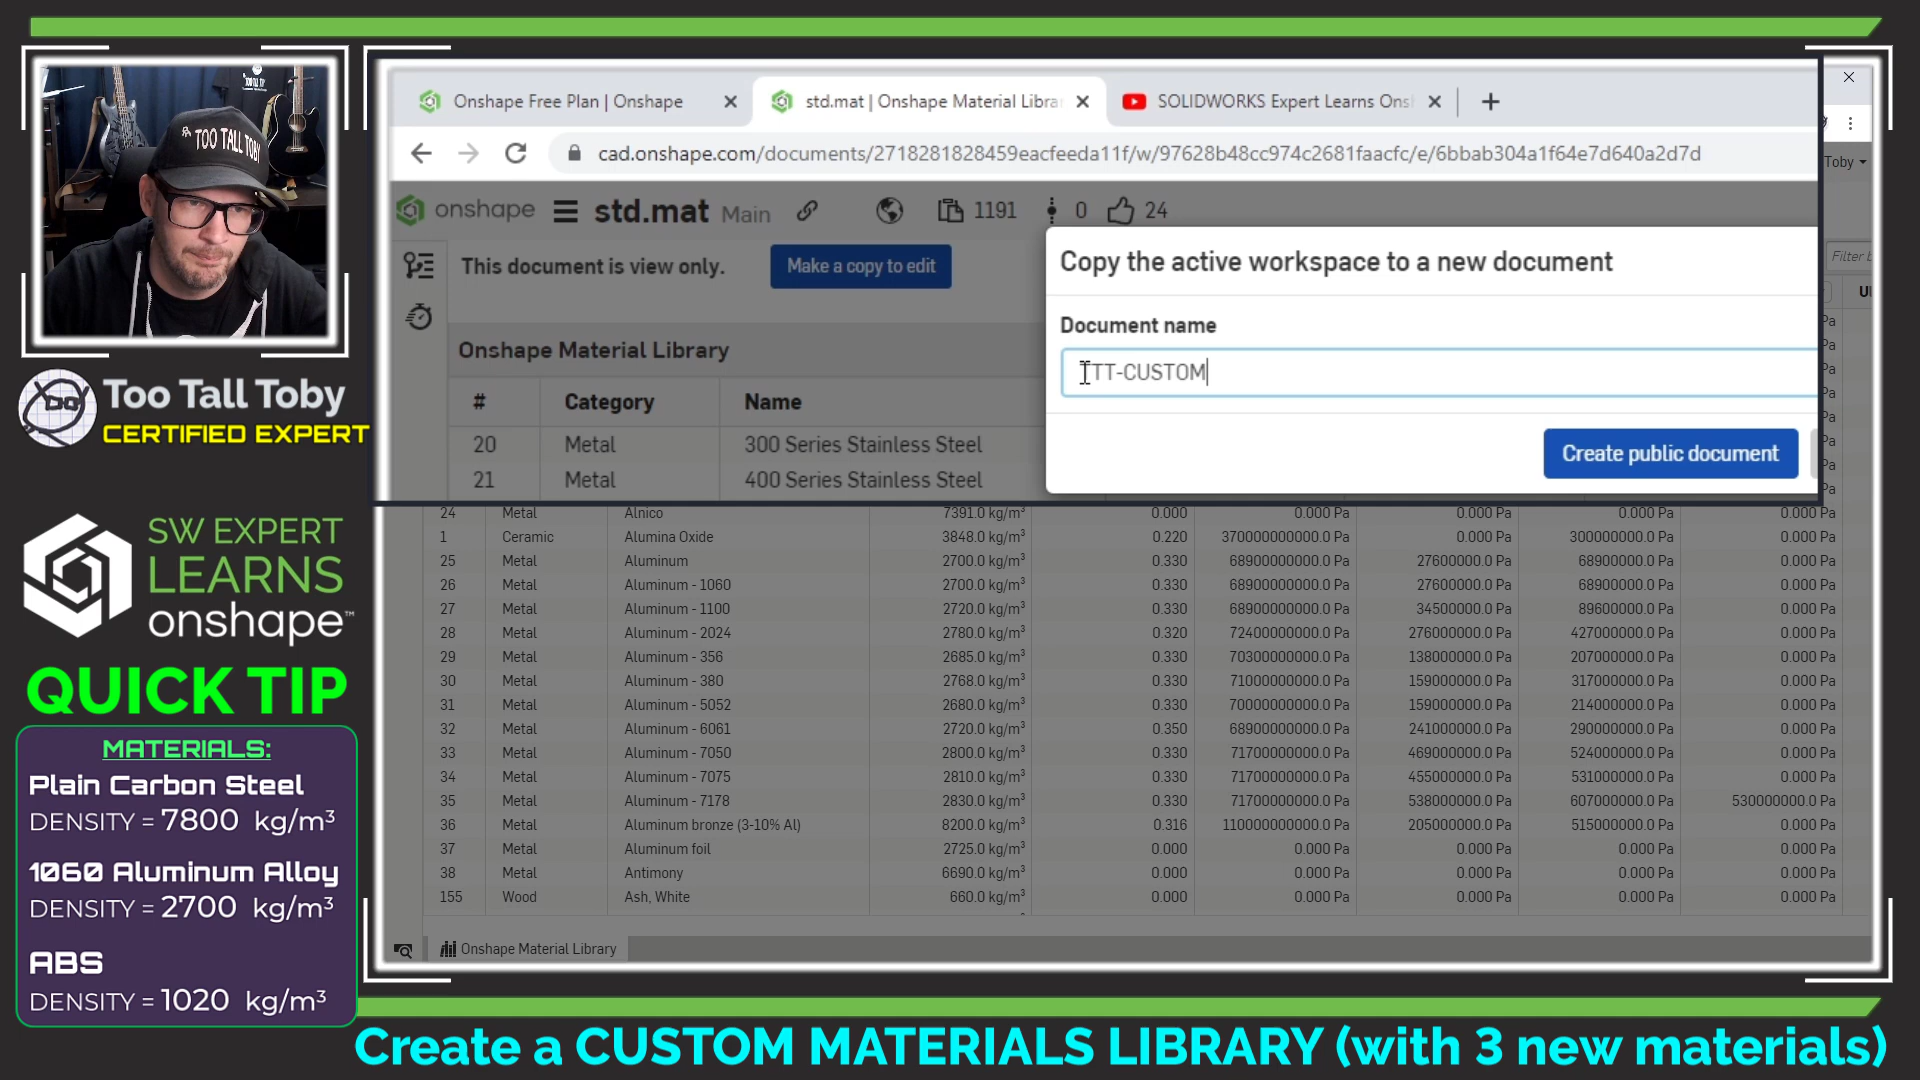 TOO TALL TOBY
Too Tall Toby
CERTIFIED EXPERT
SW EXPERT
LEARNS
onshape™
QUICK TIP
MATERIALS:
Plain Carbon Steel
DENSITY = 7800 kg/m³
1060 Aluminum Alloy
DENSITY = 2700 kg/m³
ABS
DENSITY = 1020 kg/m³
Onshape Free Plan | Onshape
std.mat | Onshape Material Librar
SOLIDWORKS Expert Learns Ons
cad.onshape.com/documents/2718281828459eacfeeda11f/w/97628b48cc974c2681faacfc/e/6bbab304a1f64e7d640a2d7d
Toby
onshape std.mat Main 1191 0 24
This document is view only. Make a copy to edit
Filter b
Copy the active workspace to a new document
Document name
TTT-CUSTOM
Create public document
Onshape Material Library
# Category Name
20 Metal 300 Series Stainless Steel
21 Metal 400 Series Stainless Steel
24 Metal Alnico 7391.0 kg/m³ 0.000 0.000 Pa 0.000 Pa 0.000 Pa 0.000 Pa
1 Ceramic Alumina Oxide 3848.0 kg/m³ 0.220 370000000000.0 Pa 0.000 Pa 300000000.0 Pa 0.000 Pa
25 Metal Aluminum 2700.0 kg/m³ 0.330 68900000000.0 Pa 27600000.0 Pa 68900000.0 Pa 0.000 Pa
26 Metal Aluminum - 1060 2700.0 kg/m³ 0.330 68900000000.0 Pa 27600000.0 Pa 68900000.0 Pa 0.000 Pa
27 Metal Aluminum - 1100 2720.0 kg/m³ 0.330 68900000000.0 Pa 34500000.0 Pa 89600000.0 Pa 0.000 Pa
28 Metal Aluminum - 2024 2780.0 kg/m³ 0.320 72400000000.0 Pa 276000000.0 Pa 427000000.0 Pa 0.000 Pa
29 Metal Aluminum - 356 2685.0 kg/m³ 0.330 70300000000.0 Pa 138000000.0 Pa 207000000.0 Pa 0.000 Pa
30 Metal Aluminum - 380 2768.0 kg/m³ 0.330 71000000000.0 Pa 159000000.0 Pa 317000000.0 Pa 0.000 Pa
31 Metal Aluminum - 5052 2680.0 kg/m³ 0.330 70000000000.0 Pa 159000000.0 Pa 214000000.0 Pa 0.000 Pa
32 Metal Aluminum - 6061 2720.0 kg/m³ 0.350 68900000000.0 Pa 241000000.0 Pa 290000000.0 Pa 0.000 Pa
33 Metal Aluminum - 7050 2800.0 kg/m³ 0.330 71700000000.0 Pa 469000000.0 Pa 524000000.0 Pa 0.000 Pa
34 Metal Aluminum - 7075 2810.0 kg/m³ 0.330 71700000000.0 Pa 455000000.0 Pa 531000000.0 Pa 0.000 Pa
35 Metal Aluminum - 7178 2830.0 kg/m³ 0.330 71700000000.0 Pa 538000000.0 Pa 607000000.0 Pa 530000000.0 Pa
36 Metal Aluminum bronze (3-10% Al) 8200.0 kg/m³ 0.316 110000000000.0 Pa 205000000.0 Pa 515000000.0 Pa 0.000 Pa
37 Metal Aluminum foil 2725.0 kg/m³ 0.000 0.000 Pa 0.000 Pa 0.000 Pa 0.000 Pa
38 Metal Antimony 6690.0 kg/m³ 0.000 0.000 Pa 0.000 Pa 0.000 Pa 0.000 Pa
155 Wood Ash, White 660.0 kg/m³ 0.000 0.000 Pa 0.000 Pa 0.000 Pa 0.000 Pa
Onshape Material Library
Create a CUSTOM MATERIALS LIBRARY (with 3 new materials)